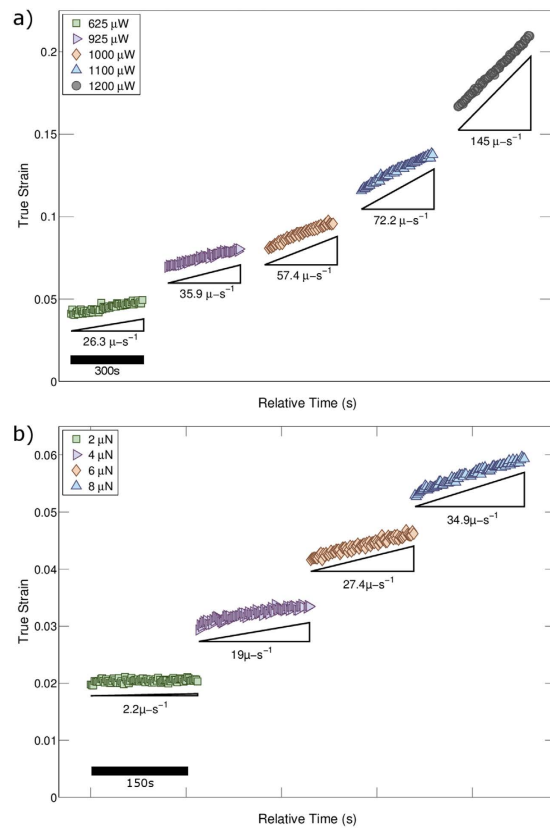 a)
625 μW
925 μW
1000 μW
1100 μW
1200 μW
0.2
0.15
0.1
0.05
0
True Strain
26.3 μ−s⁻¹
35.9 μ−s⁻¹
57.4 μ−s⁻¹
72.2 μ−s⁻¹
145 μ−s⁻¹
300s
Relative Time (s)
b)
2 μN
4 μN
6 μN
8 μN
0.06
0.05
0.04
0.03
0.02
0.01
0
True Strain
2.2μ−s⁻¹
19μ−s⁻¹
27.4μ−s⁻¹
34.9μ−s⁻¹
150s
Relative Time (s)